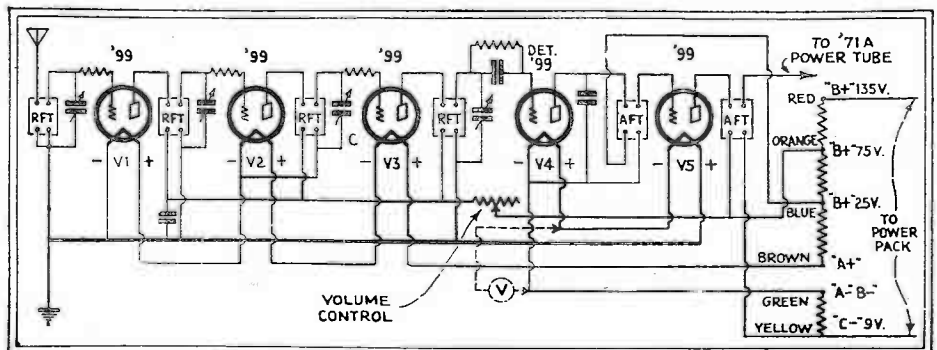 '99 '99 '99 DET. '99 '99
TO '71A
POWER TUBE
RED "B+" 135V.
RFT RFT RFT RFT AFT AFT
C
ORANGE "B+" 75V.
- V1 + - V2 + - V3 + - V4 + - V5 +
BLUE "B+" 25V.
TO
POWER
PACK
BROWN "A+"
VOLUME
CONTROL
V
GREEN "A-" B-"
YELLOW "C-" 9V.